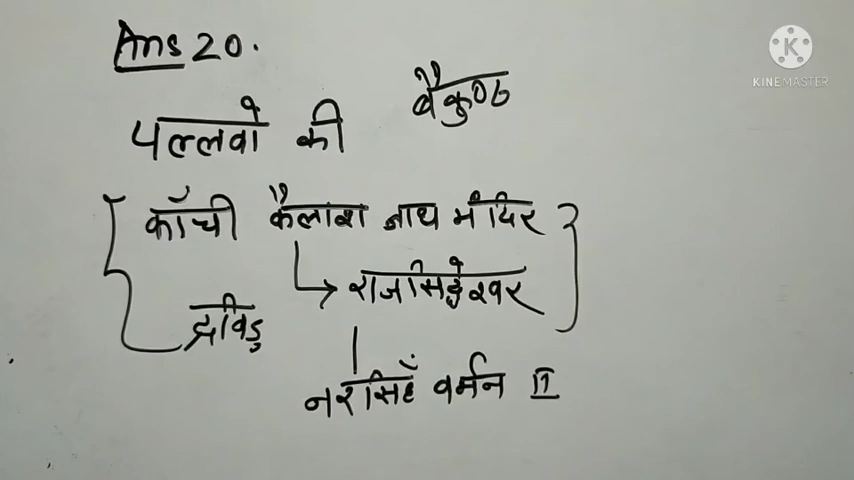 Ans 20.
K
KINEMASTER
बैकुण्ठ
पल्लवो की
काँची कैलाश नाथ मंदिर
राजसिंहेश्वर
द्रविड़
नरसिहँ वर्मन II